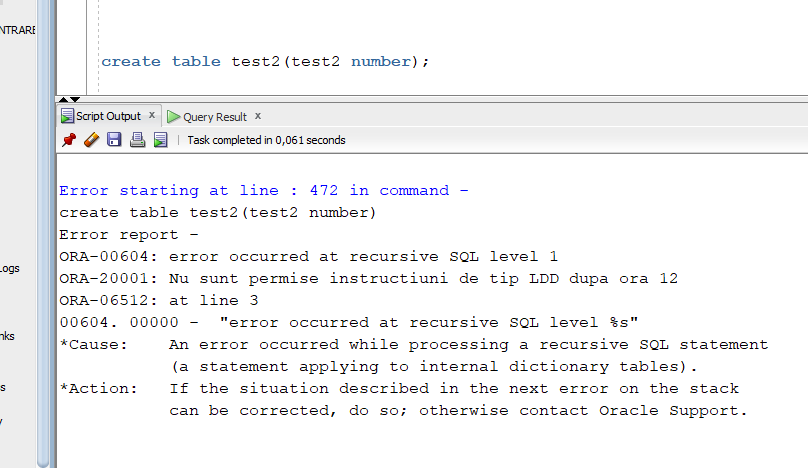 NTRARE
create table test2(test2 number);
Script Output x
Query Result x
Task completed in 0,061 seconds
Error starting at line : 472 in command -
create table test2(test2 number)
Error report -
ORA-00604: error occurred at recursive SQL level 1
ORA-20001: Nu sunt permise instructiuni de tip LDD dupa ora 12
ORA-06512: at line 3
00604. 00000 -  "error occurred at recursive SQL level %s"
*Cause:    An error occurred while processing a recursive SQL statement
(a statement applying to internal dictionary tables).
*Action:   If the situation described in the next error on the stack
can be corrected, do so; otherwise contact Oracle Support.
Logs
nks
s